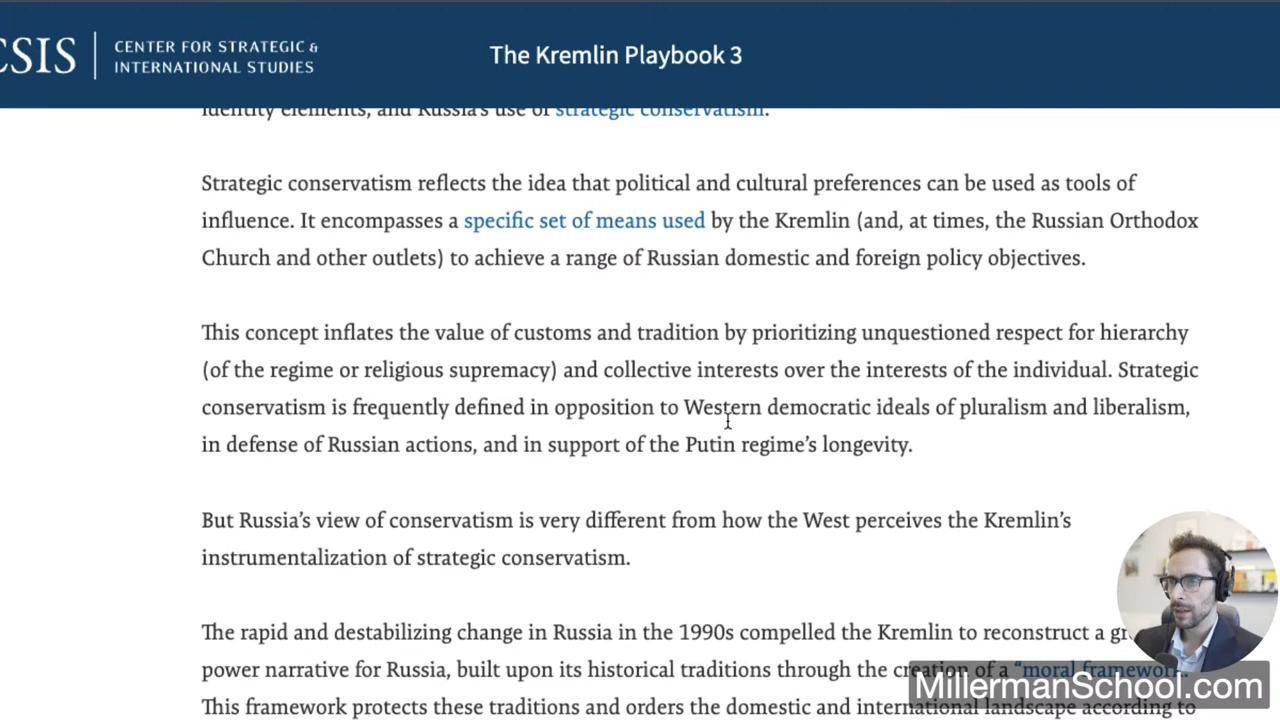 CSIS
CENTER FOR STRATEGIC &
INTERNATIONAL STUDIES
The Kremlin Playbook 3
identity elements, and Russia's use of strategic conservatism.
Strategic conservatism reflects the idea that political and cultural preferences can be used as tools of
influence. It encompasses a specific set of means used by the Kremlin (and, at times, the Russian Orthodox
Church and other outlets) to achieve a range of Russian domestic and foreign policy objectives.
This concept inflates the value of customs and tradition by prioritizing unquestioned respect for hierarchy
(of the regime or religious supremacy) and collective interests over the interests of the individual. Strategic
conservatism is frequently defined in opposition to Western democratic ideals of pluralism and liberalism,
in defense of Russian actions, and in support of the Putin regime's longevity.
But Russia's view of conservatism is very different from how the West perceives the Kremlin's
instrumentalization of strategic conservatism.
The rapid and destabilizing change in Russia in the 1990s compelled the Kremlin to reconstruct a
power narrative for Russia, built upon its historical traditions through the creation of a "moral framework."
This framework protects these traditions and orders the domestic and international landscape according to
MillermanSchool.com